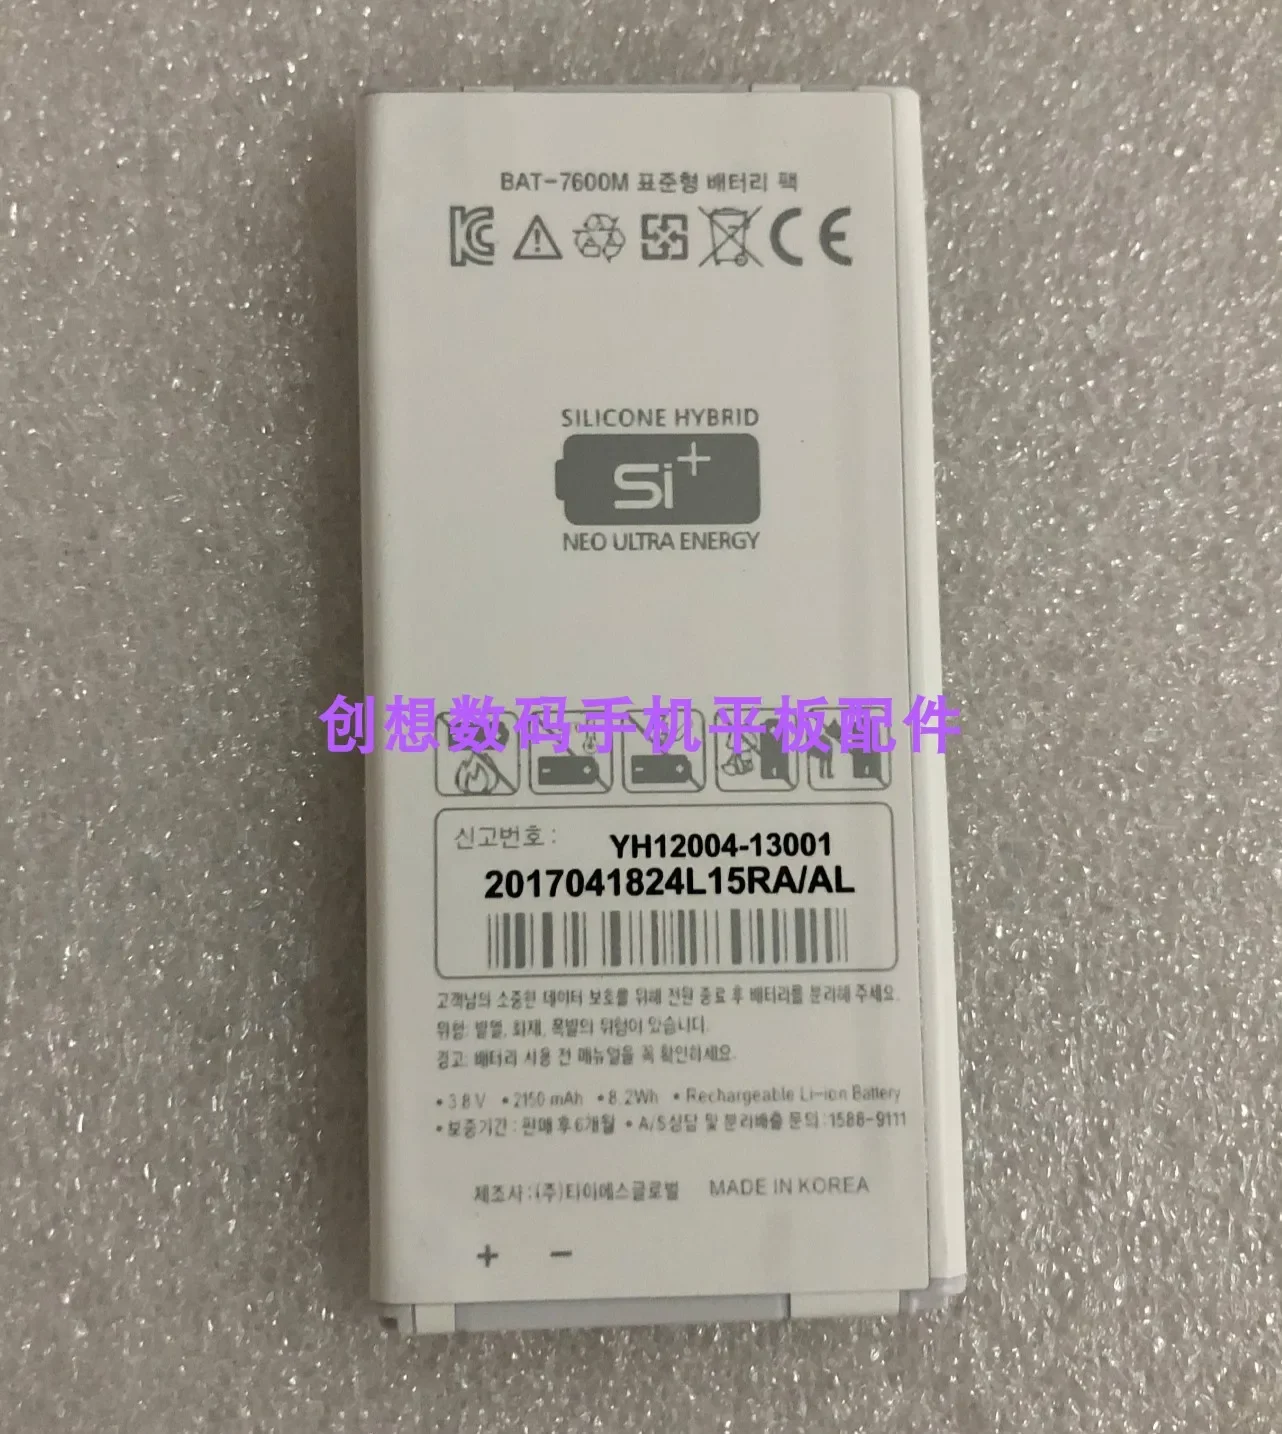 BAT-7600M 표준형 배터리 팩
SILICONE HYBRID
Si+
NEO ULTRA ENERGY
创想数码手机平板配件
신고번호 : YH12004-13001
2017041824L15RA/AL
고객님의 소중한 데이터 보호를 위해 전원 종료 후 배터리를 분리해 주세요.
위험: 발열, 화재, 폭발의 위험이 있습니다.
경고: 배터리 사용 전 매뉴얼을 꼭 확인하세요.
• 3.8 V • 2150 mAh • 8.2Wh • Rechargeable Li-ion Battery
• 보증기간 : 판매 후 6개월 • A/S상담 및 분리배출 문의 : 1588-9111
제조사 : (주)티이에스글로벌 MADE IN KOREA
+ −